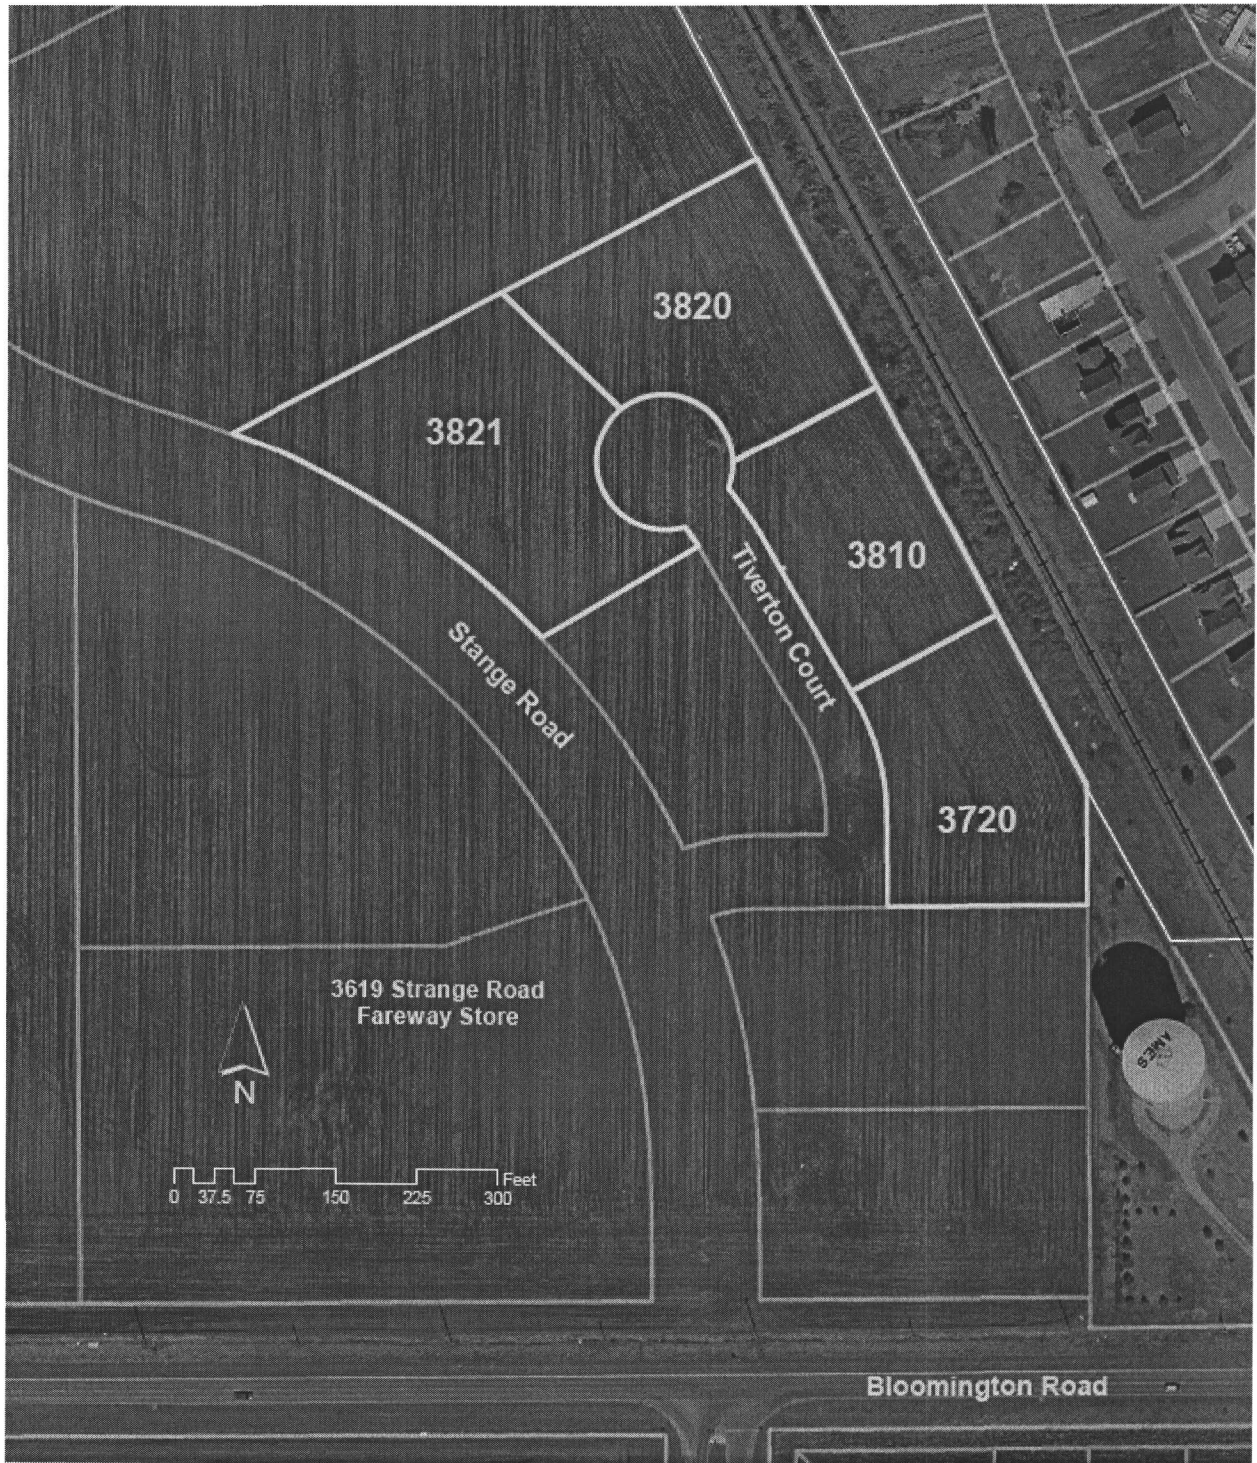 3820
3821
3810
Tiverton Court
Stange Road
3720
3619 Strange Road
Fareway Store
AMES
N
Feet
0 37.5 75 150 225 300
Bloomington Road